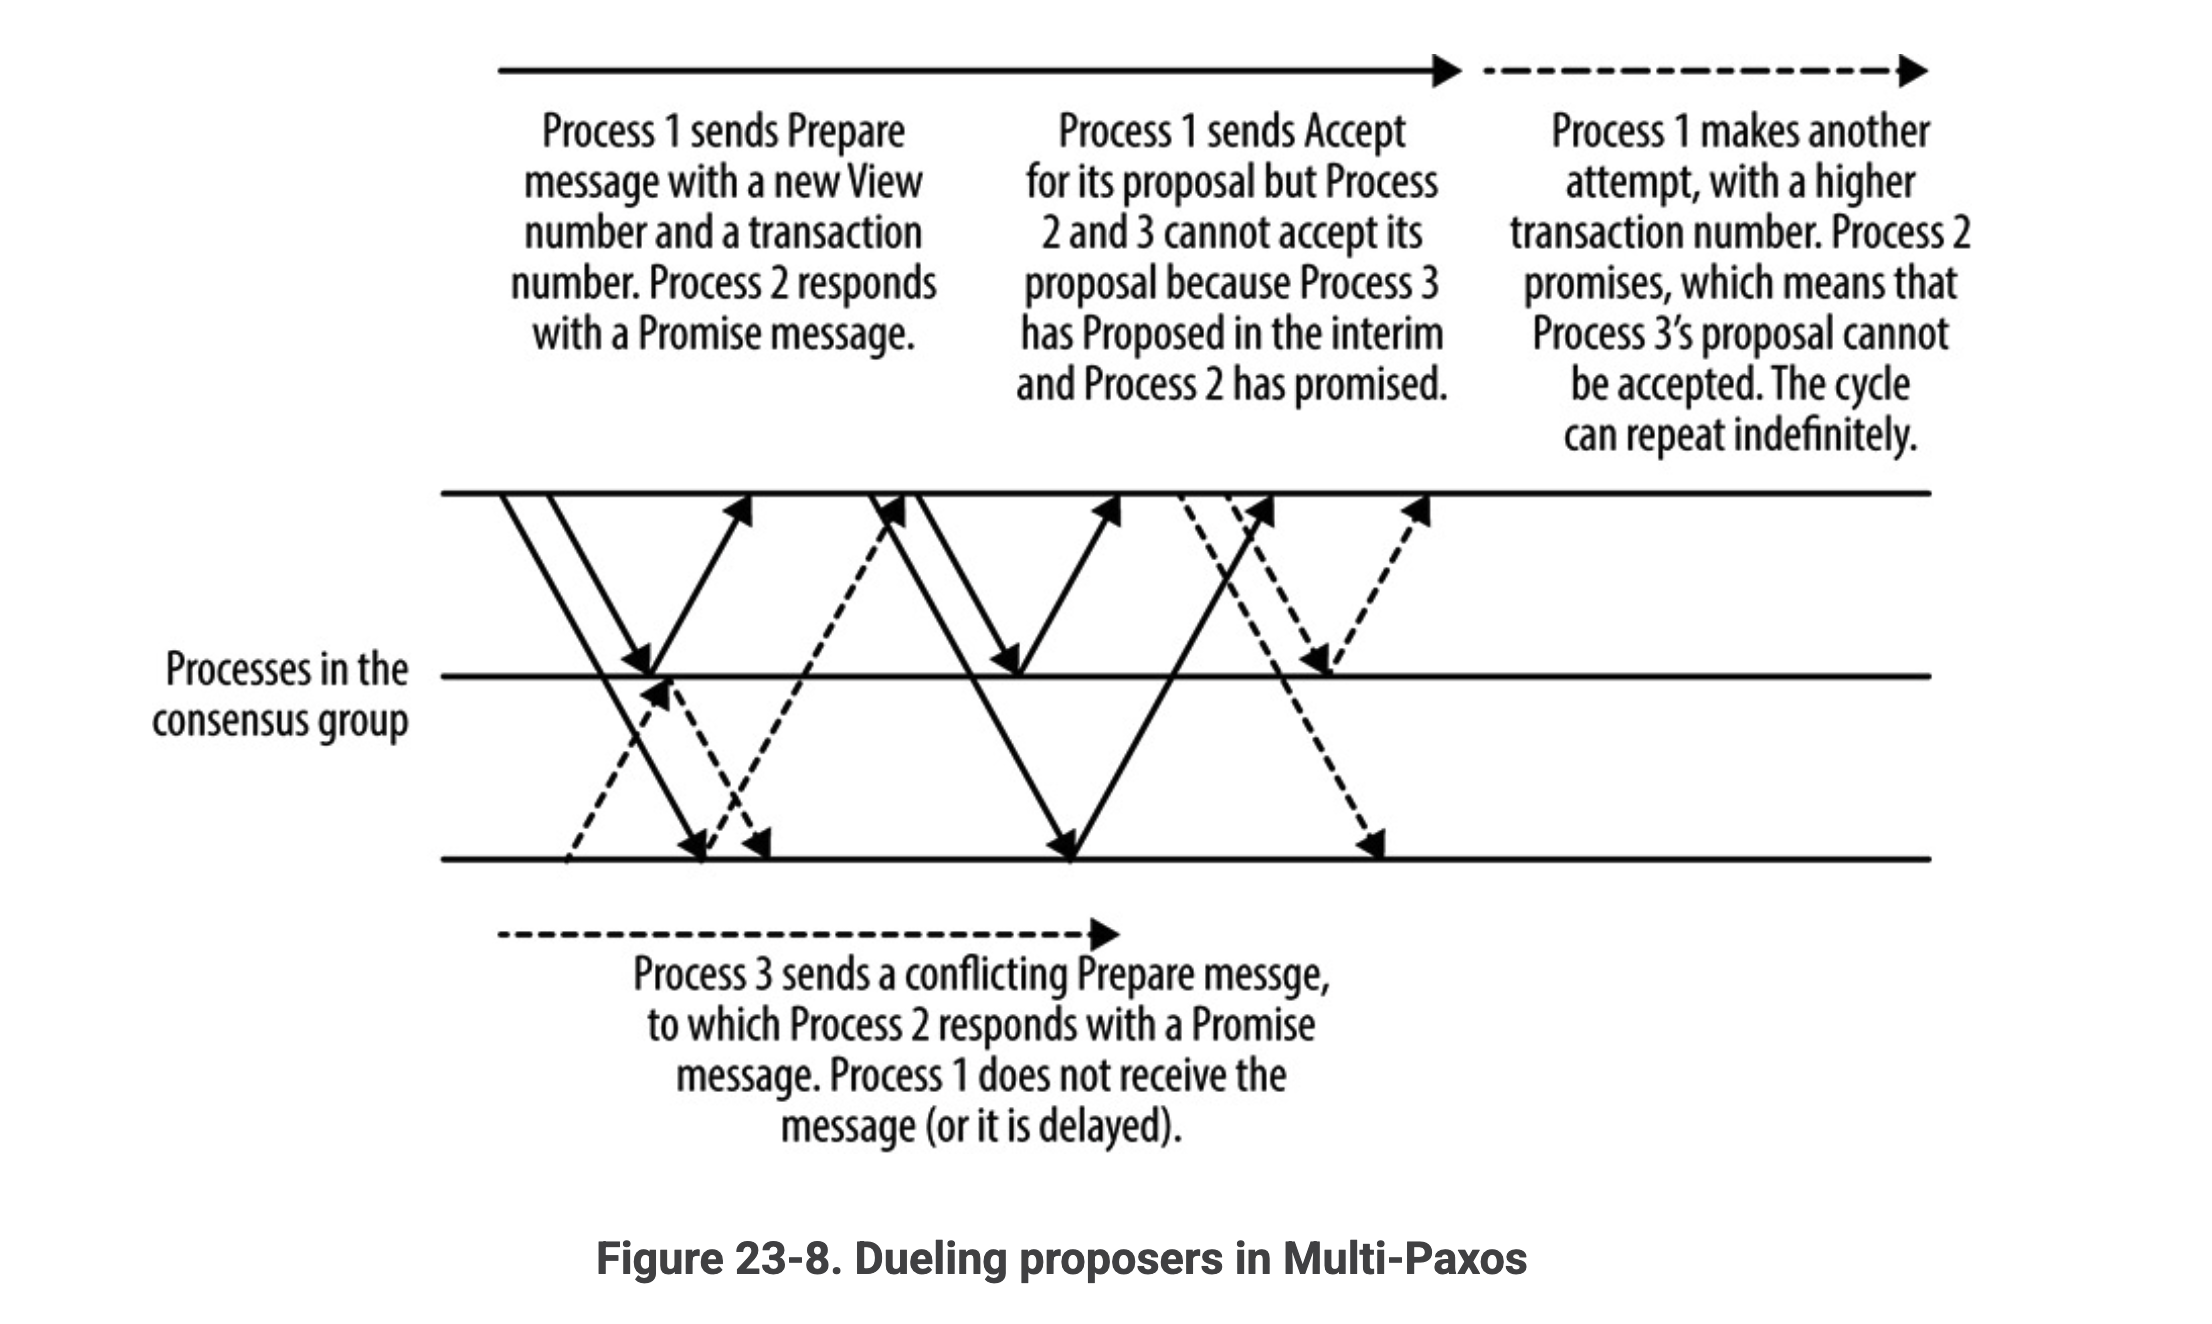 Process 1 sends Prepare
message with a new View
number and a transaction
number. Process 2 responds
with a Promise message.
Process 1 sends Accept
for its proposal but Process
2 and 3 cannot accept its
proposal because Process 3
has Proposed in the interim
and Process 2 has promised.
Process 1 makes another
attempt, with a higher
transaction number. Process 2
promises, which means that
Process 3’s proposal cannot
be accepted. The cycle
can repeat indefinitely.
Processes in the
consensus group
Process 3 sends a conflicting Prepare messge,
to which Process 2 responds with a Promise
message. Process 1 does not receive the
message (or it is delayed).
Figure 23-8. Dueling proposers in Multi-Paxos